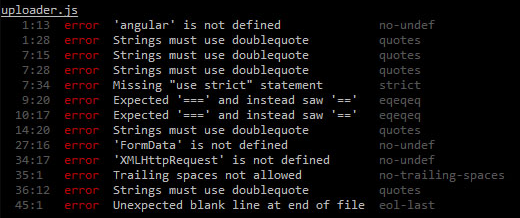 uploader.js
1:13 error 'angular' is not defined no-undef
1:28 error Strings must use doublequote quotes
7:15 error Strings must use doublequote quotes
7:28 error Strings must use doublequote quotes
7:34 error Missing "use strict" statement strict
9:20 error Expected '===' and instead saw '==' eqeqeq
10:17 error Expected '===' and instead saw '==' eqeqeq
14:20 error Strings must use doublequote quotes
27:16 error 'FormData' is not defined no-undef
34:17 error 'XMLHttpRequest' is not defined no-undef
35:1 error Trailing spaces not allowed no-trailing-spaces
36:12 error Strings must use doublequote quotes
45:1 error Unexpected blank line at end of file eol-last